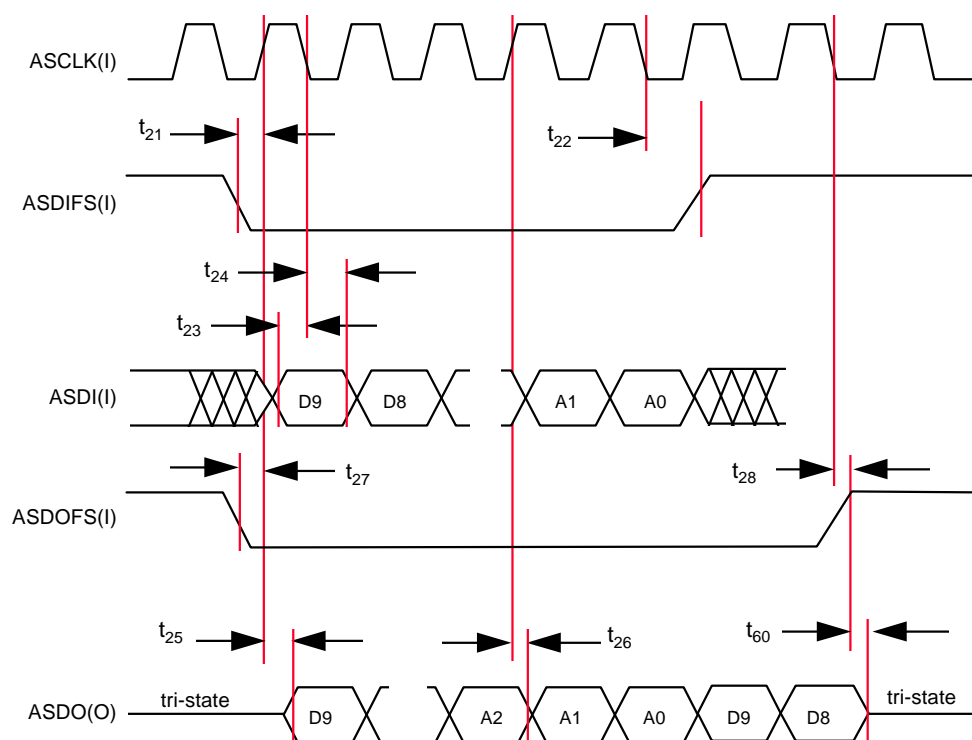 ASCLK(I)
t21
t22
ASDIFS(I)
t24
t23
ASDI(I)
D9
D8
A1
A0
t27
t28
ASDOFS(I)
t25
t26
t60
ASDO(O)
tri-state
D9
A2
A1
A0
D9
D8
tri-state